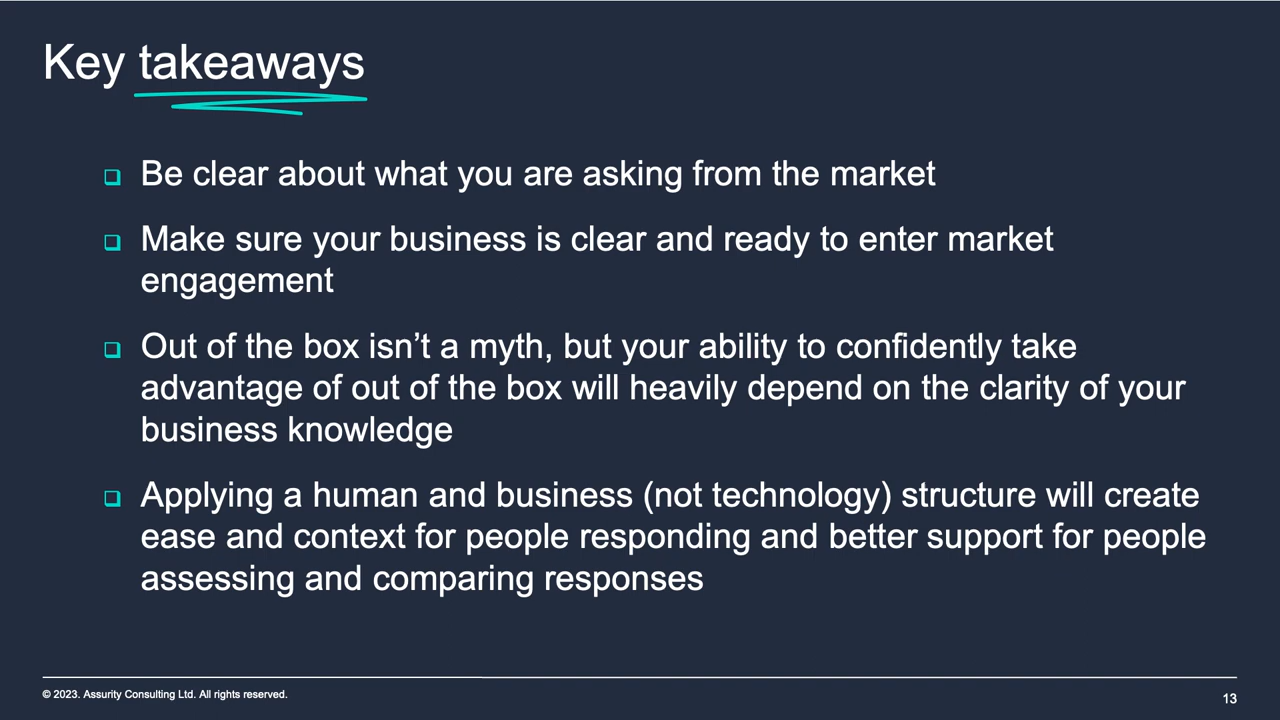 Key takeaways
❑ Be clear about what you are asking from the market
❑ Make sure your business is clear and ready to enter market
engagement
❑ Out of the box isn’t a myth, but your ability to confidently take
advantage of out of the box will heavily depend on the clarity of your
business knowledge
❑ Applying a human and business (not technology) structure will create
ease and context for people responding and better support for people
assessing and comparing responses
© 2023. Assurity Consulting Ltd. All rights reserved.
13